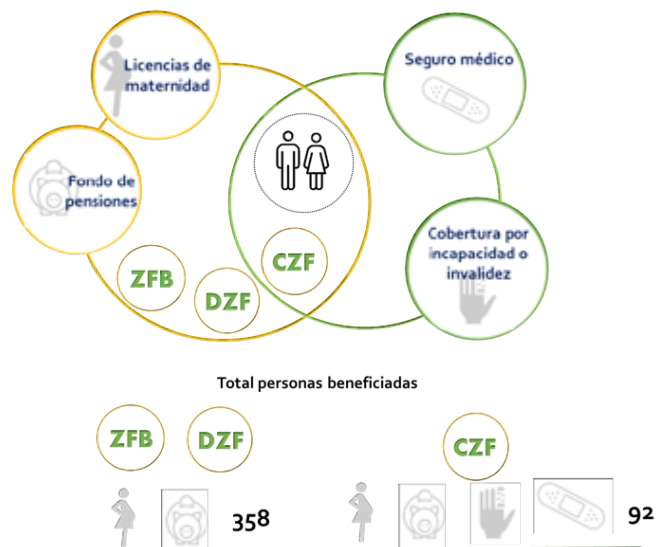 Licencias de
maternidad
Seguro médico
Fondo de
pensiones
Cobertura por
incapacidad o
invalidez
CZF
ZFB
DZF
Total personas beneficiadas
ZFB
DZF
CZF
358
92